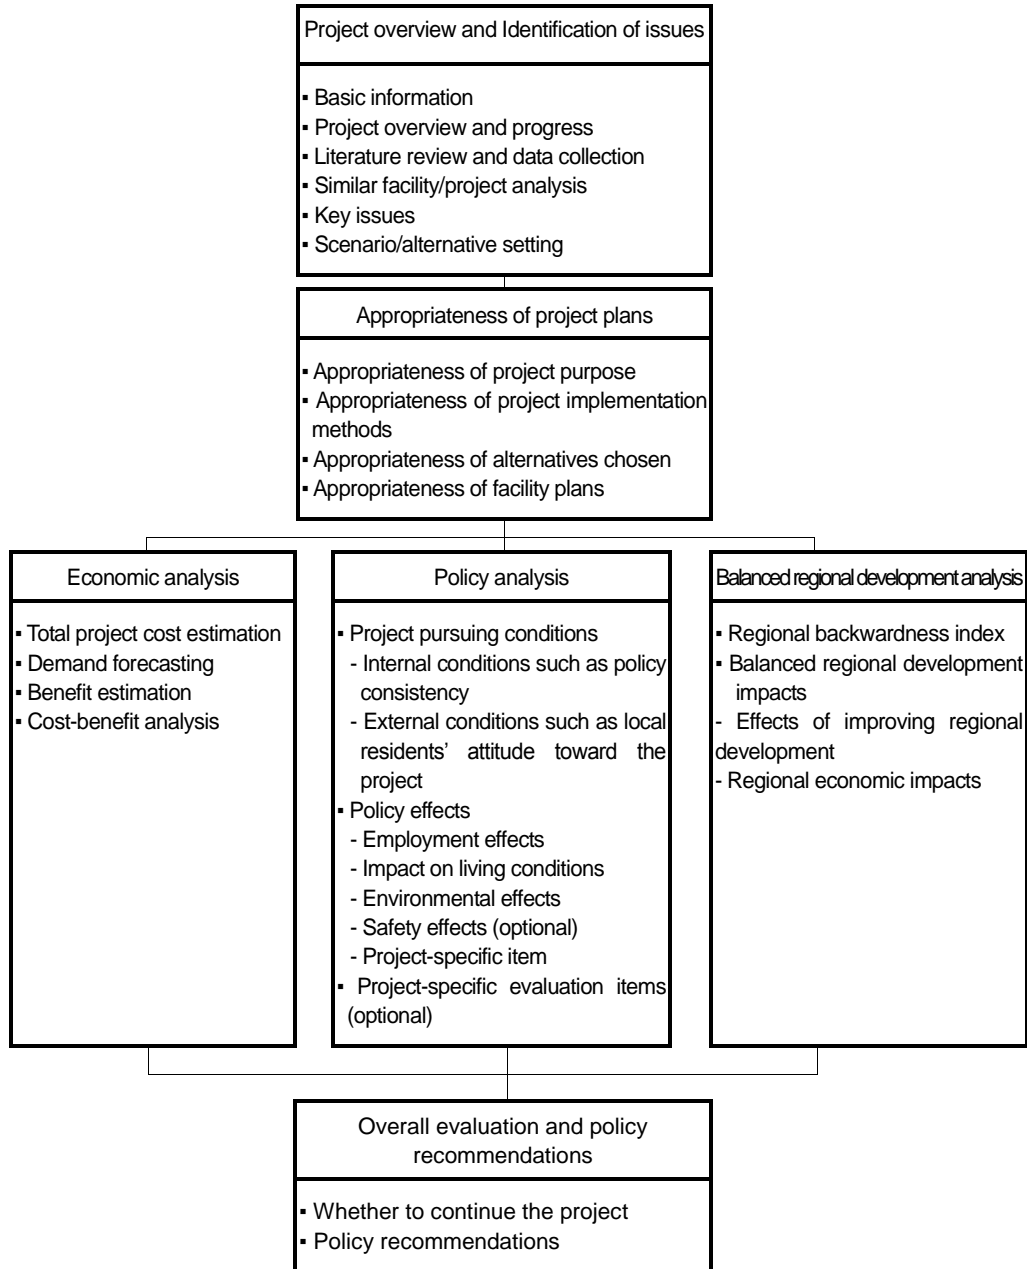 Project overview and Identification of issues
▪ Basic information
▪ Project overview and progress
▪ Literature review and data collection
▪ Similar facility/project analysis
▪ Key issues
▪ Scenario/alternative setting
Appropriateness of project plans
▪ Appropriateness of project purpose
▪ Appropriateness of project implementation
methods
▪ Appropriateness of alternatives chosen
▪ Appropriateness of facility plans
Economic analysis
▪ Total project cost estimation
▪ Demand forecasting
▪ Benefit estimation
▪ Cost-benefit analysis
Policy analysis
▪ Project pursuing conditions
- Internal conditions such as policy
consistency
- External conditions such as local
residents’ attitude toward the
project
▪ Policy effects
- Employment effects
- Impact on living conditions
- Environmental effects
- Safety effects (optional)
- Project-specific item
▪ Project-specific evaluation items
(optional)
Balanced regional development analysis
▪ Regional backwardness index
▪ Balanced regional development
impacts
- Effects of improving regional
development
- Regional economic impacts
Overall evaluation and policy
recommendations
▪ Whether to continue the project
▪ Policy recommendations